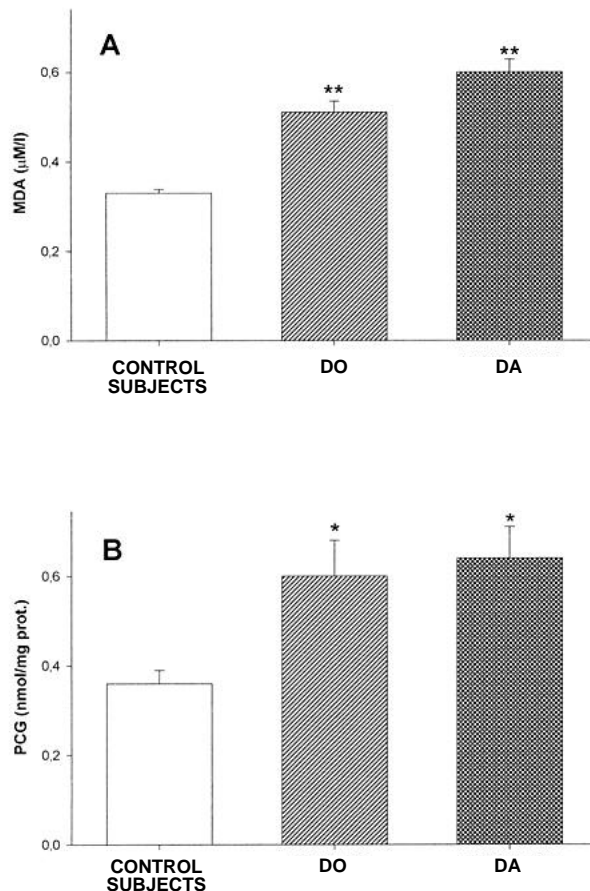 A
**
**
0,6
0,4
0,2
0,0
MDA (µM/l)
CONTROL
SUBJECTS
DO
DA
B
*
*
0,6
0,4
0,2
0,0
PCG (nmol/mg prot.)
CONTROL
SUBJECTS
DO
DA